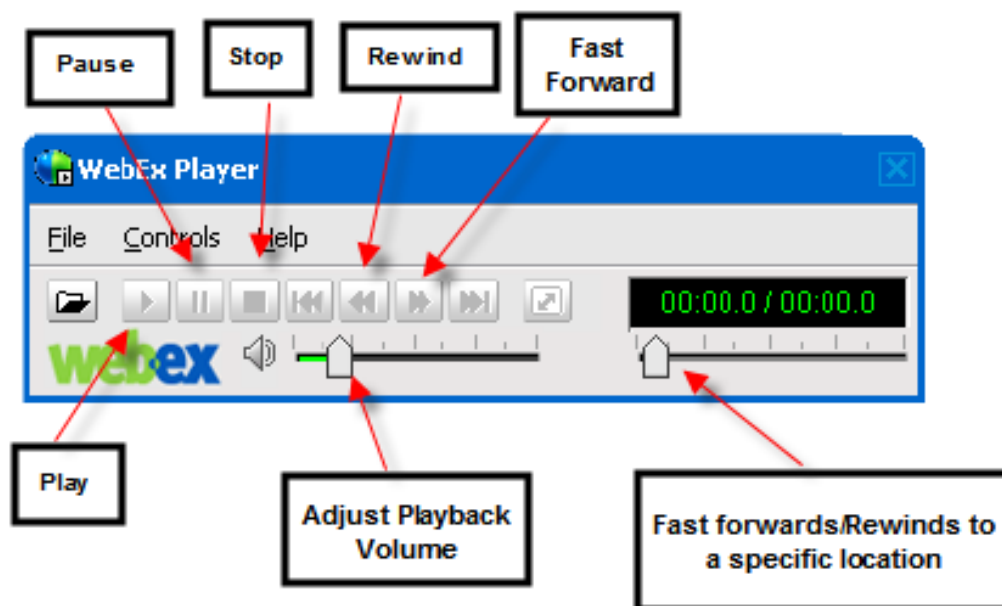 Pause
Stop
Rewind
Fast
Forward
WebEx Player
File Controls Help
00:00.0 / 00:00.0
webex
Play
Adjust Playback
Volume
Fast forwards/Rewinds to
a specific location